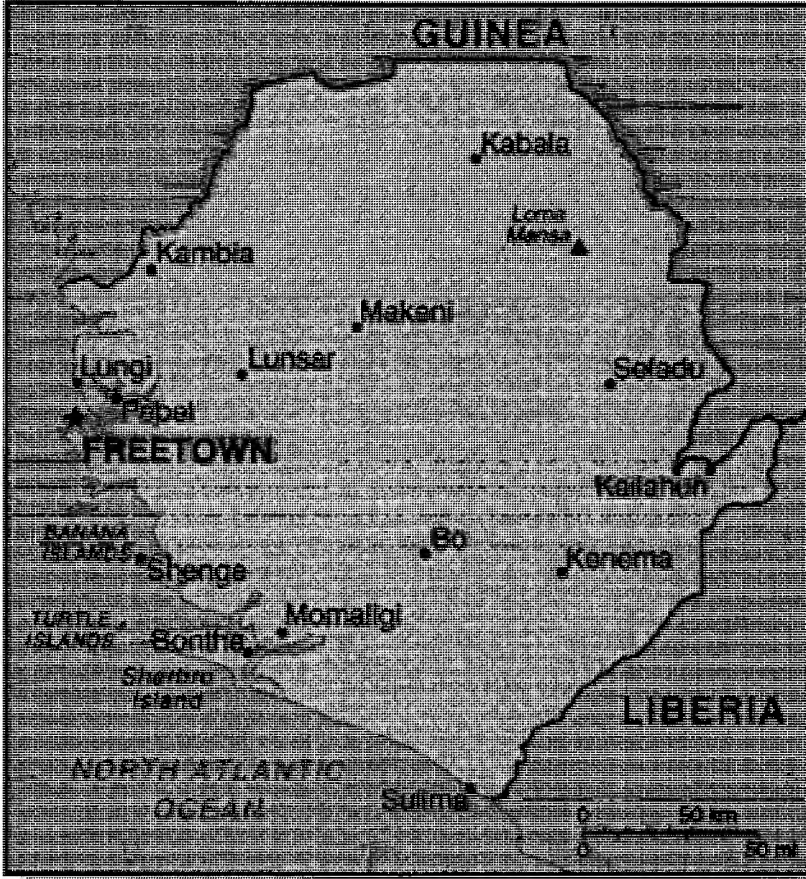 GUINEA
Kabala
Loma
Mansa
Kambia
Makeni
Lungi
Lunsar
Sefadu
Pepel
FREETOWN
Kailahun
BANANA
ISLANDS
Shenge
Bo
Kenema
TURTLE
ISLANDS
Momaligi
Bonthe
Sherbro
Island
LIBERIA
NORTH ATLANTIC
OCEAN
Sulima
0 50 km
0 50 mi